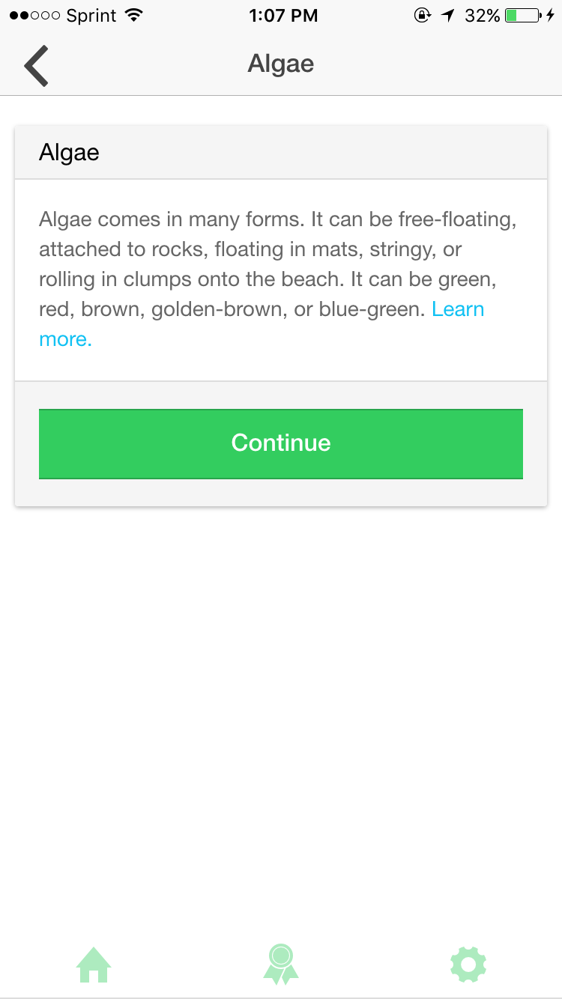 Sprint 1:07 PM 32%
Algae
Algae
Algae comes in many forms. It can be free-floating,
attached to rocks, floating in mats, stringy, or
rolling in clumps onto the beach. It can be green,
red, brown, golden-brown, or blue-green. Learn
more.
Continue